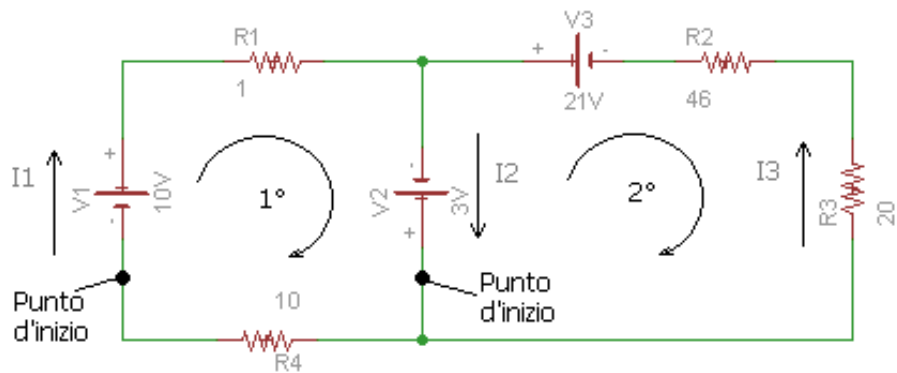 V3
R1
+
-
R2
1
21V
46
+
-
I1
V1
10V
-
1°
V2
3V
+
I2
2°
I3
R3
20
Punto
d'inizio
10
R4
Punto
d'inizio